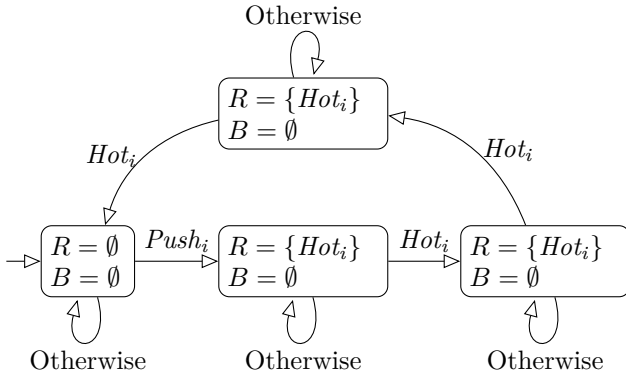 Otherwise
R = {Hot_i}
B = ∅
Hot_i
Hot_i
R = ∅
B = ∅
Push_i
R = {Hot_i}
B = ∅
Hot_i
R = {Hot_i}
B = ∅
Otherwise
Otherwise
Otherwise